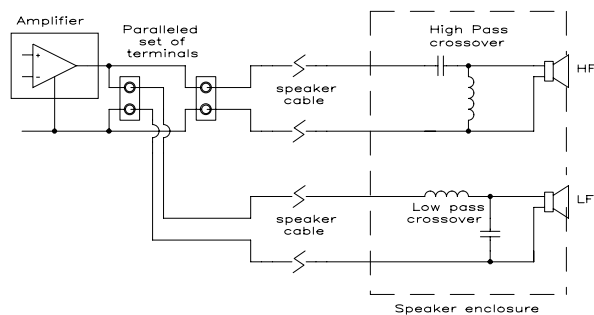 Amplifier
Paralleled
set of
terminals
High Pass
crossover
+
-
HF
speaker
cable
speaker
cable
Low pass
crossover
LF
Speaker enclosure